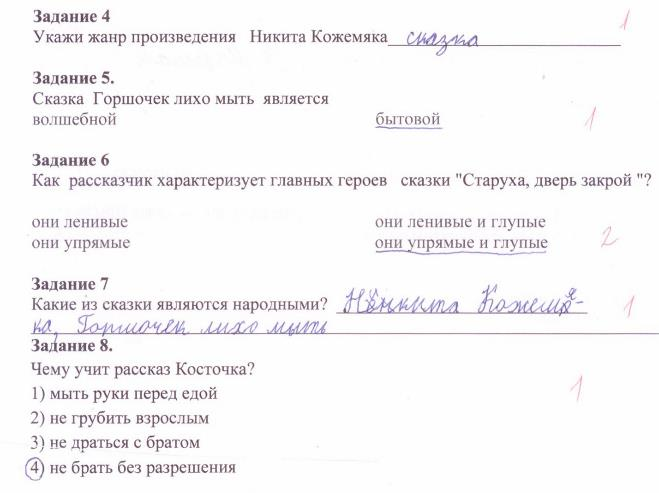 Задание 4 1
Укажи жанр произведения Никита Кожемяка сказка
Задание 5.
Сказка Горшочек лихо мыть является
волшебной бытовой 1
Задание 6
Как рассказчик характеризует главных героев сказки "Старуха, дверь закрой "?
они ленивые они ленивые и глупые
они упрямые они упрямые и глупые 2
Задание 7
Какие из сказки являются народными? Никита Кожемя- 1
ка, Горшочек лихо мыть
Задание 8.
Чему учит рассказ Косточка?
1) мыть руки перед едой 1
2) не грубить взрослым
3) не драться с братом
4) не брать без разрешения